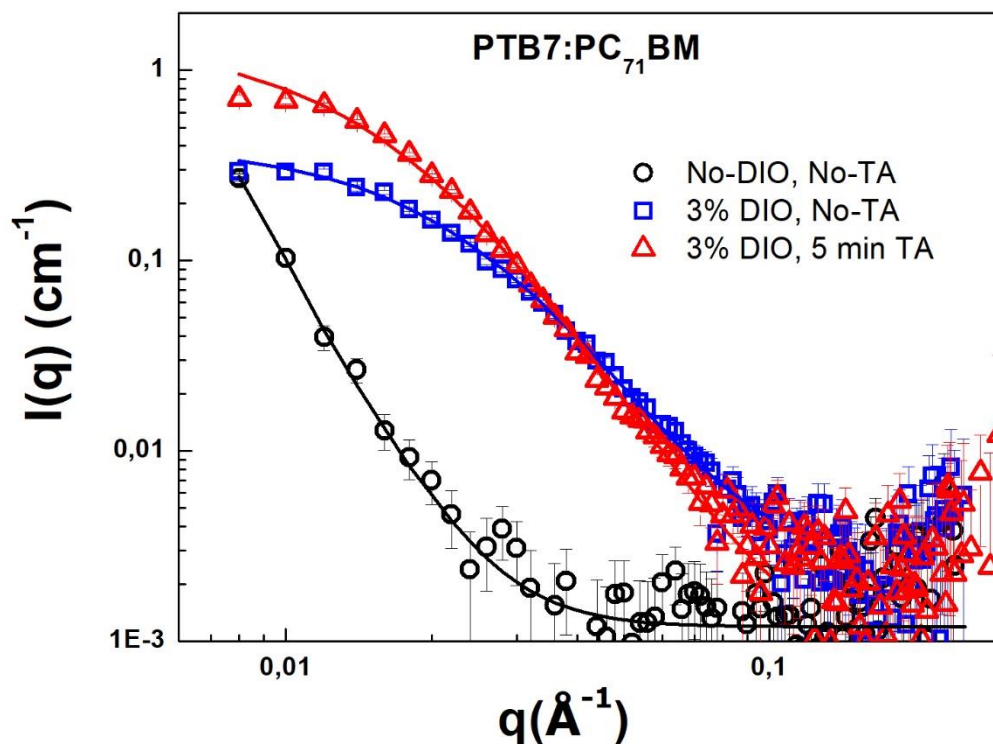 PTB7:PC₇₁BM
1
0,1
0,01
1E-3
I(q) (cm⁻¹)
No-DIO, No-TA
3% DIO, No-TA
3% DIO, 5 min TA
0,01
0,1
q(Å⁻¹)